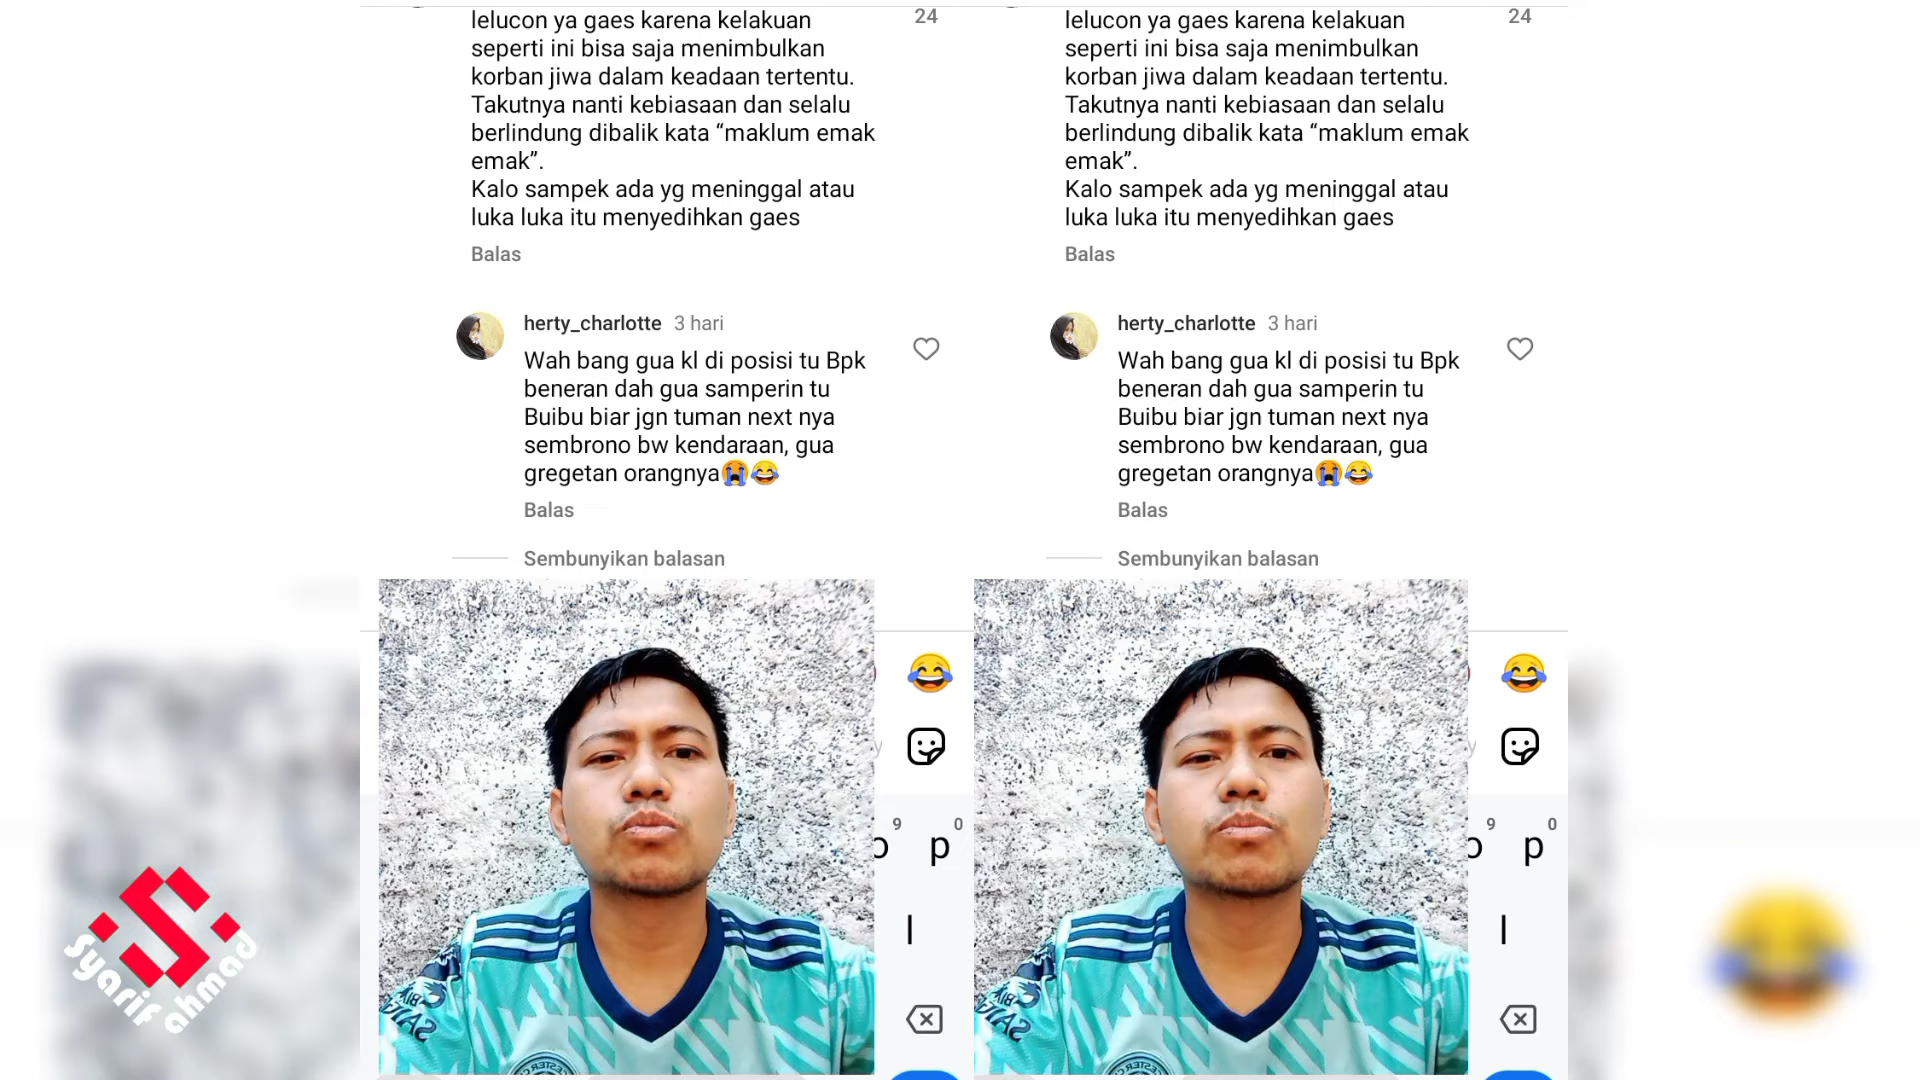 lelucon ya gaes karena kelakuan
24
seperti ini bisa saja menimbulkan
korban jiwa dalam keadaan tertentu.
Takutnya nanti kebiasaan dan selalu
berlindung dibalik kata “maklum emak
emak”.
Kalo sampek ada yg meninggal atau
luka luka itu menyedihkan gaes
Balas
herty_charlotte 3 hari
Wah bang gua kl di posisi tu Bpk
beneran dah gua samperin tu
Buibu biar jgn tuman next nya
sembrono bw kendaraan, gua
gregetan orangnya😭😂
Balas
Sembunyikan balasan
9 0
o p
l
lelucon ya gaes karena kelakuan
24
seperti ini bisa saja menimbulkan
korban jiwa dalam keadaan tertentu.
Takutnya nanti kebiasaan dan selalu
berlindung dibalik kata “maklum emak
emak”.
Kalo sampek ada yg meninggal atau
luka luka itu menyedihkan gaes
Balas
herty_charlotte 3 hari
Wah bang gua kl di posisi tu Bpk
beneran dah gua samperin tu
Buibu biar jgn tuman next nya
sembrono bw kendaraan, gua
gregetan orangnya😭😂
Balas
Sembunyikan balasan
9 0
o p
l
Syarif ahmad